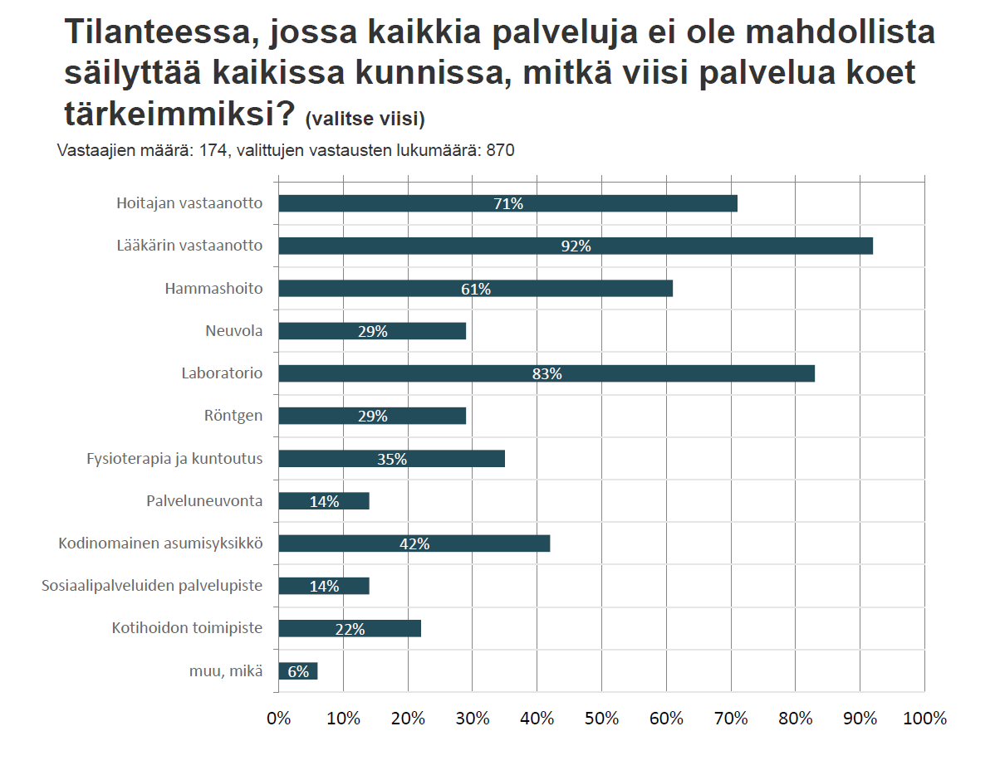 Tilanteessa, jossa kaikkia palveluja ei ole mahdollista
säilyttää kaikissa kunnissa, mitkä viisi palvelua koet
tärkeimmiksi? (valitse viisi)
Vastaajien määrä: 174, valittujen vastausten lukumäärä: 870
Hoitajan vastaanotto 71%
Lääkärin vastaanotto 92%
Hammashoito 61%
Neuvola 29%
Laboratorio 83%
Röntgen 29%
Fysioterapia ja kuntoutus 35%
Palveluneuvonta 14%
Kodinomainen asumisyksikkö 42%
Sosiaalipalveluiden palvelupiste 14%
Kotihoidon toimipiste 22%
muu, mikä 6%
0% 10% 20% 30% 40% 50% 60% 70% 80% 90% 100%